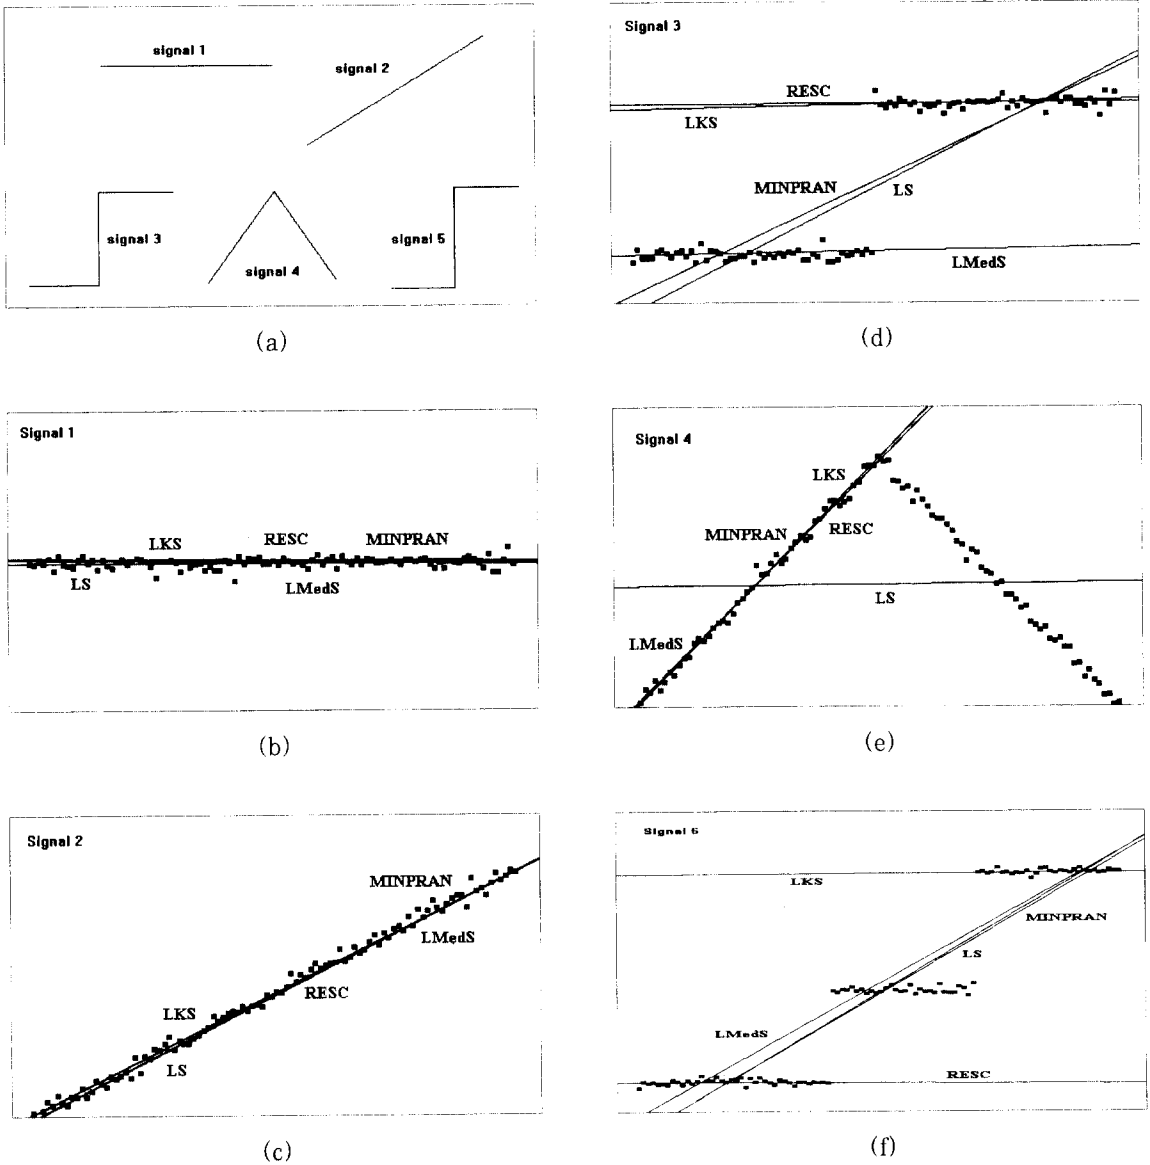 signal 1
signal 2
signal 3
signal 4
signal 5
(a)
Signal 3
RESC
LKS
MINPRAN
LS
LMedS
(d)
Signal 1
LKS
RESC
MINPRAN
LS
LMedS
(b)
Signal 4
LKS
MINPRAN
RESC
LS
LMedS
(e)
Signal 2
MINPRAN
LMedS
RESC
LKS
LS
(c)
Signal 5
LKS
MINPRAN
LS
LMedS
RESC
(f)